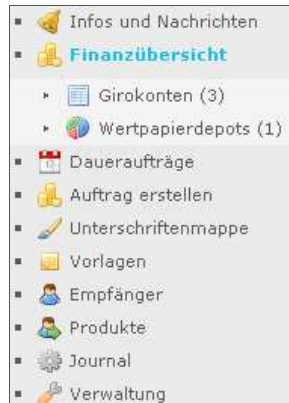 Infos und Nachrichten
Finanzübersicht
Girokonten (3)
Wertpapierdepots (1)
Daueraufträge
Auftrag erstellen
Unterschriftenmappe
Vorlagen
Empfänger
Produkte
Journal
Verwaltung